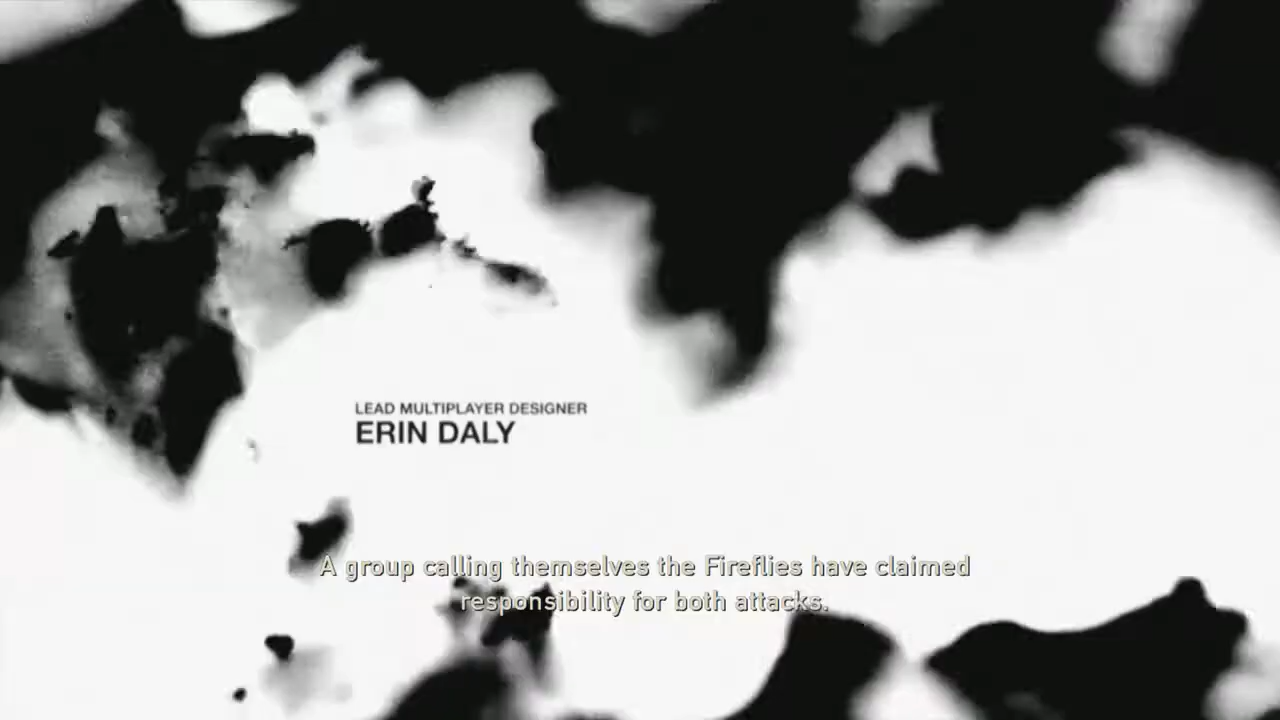 LEAD MULTIPLAYER DESIGNER
ERIN DALY
A group calling themselves the Fireflies have claimed
responsibility for both attacks.